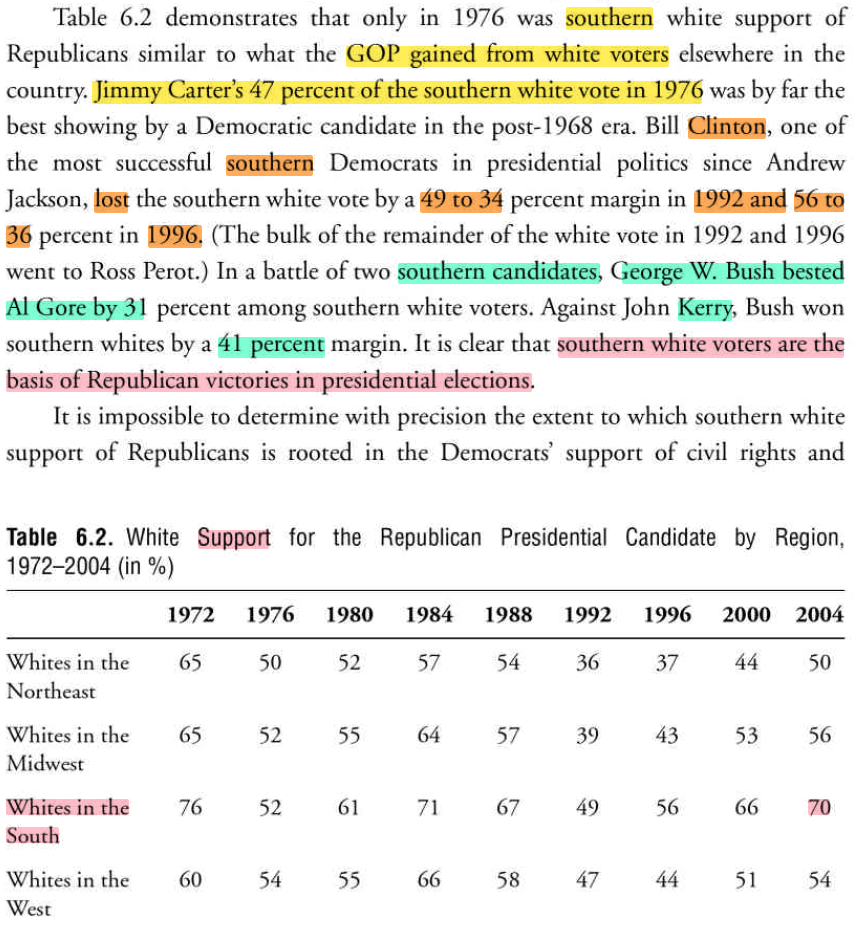 Table 6.2 demonstrates that only in 1976 was southern white support of
Republicans similar to what the GOP gained from white voters elsewhere in the
country. Jimmy Carter’s 47 percent of the southern white vote in 1976 was by far the
best showing by a Democratic candidate in the post-1968 era. Bill Clinton, one of
the most successful southern Democrats in presidential politics since Andrew
Jackson, lost the southern white vote by a 49 to 34 percent margin in 1992 and 56 to
36 percent in 1996. (The bulk of the remainder of the white vote in 1992 and 1996
went to Ross Perot.) In a battle of two southern candidates, George W. Bush bested
Al Gore by 31 percent among southern white voters. Against John Kerry, Bush won
southern whites by a 41 percent margin. It is clear that southern white voters are the
basis of Republican victories in presidential elections.
It is impossible to determine with precision the extent to which southern white
support of Republicans is rooted in the Democrats’ support of civil rights and
Table 6.2. White Support for the Republican Presidential Candidate by Region,
1972–2004 (in %)
1972 1976 1980 1984 1988 1992 1996 2000 2004
Whites in the 65 50 52 57 54 36 37 44 50
Northeast
Whites in the 65 52 55 64 57 39 43 53 56
Midwest
Whites in the 76 52 61 71 67 49 56 66 70
South
Whites in the 60 54 55 66 58 47 44 51 54
West